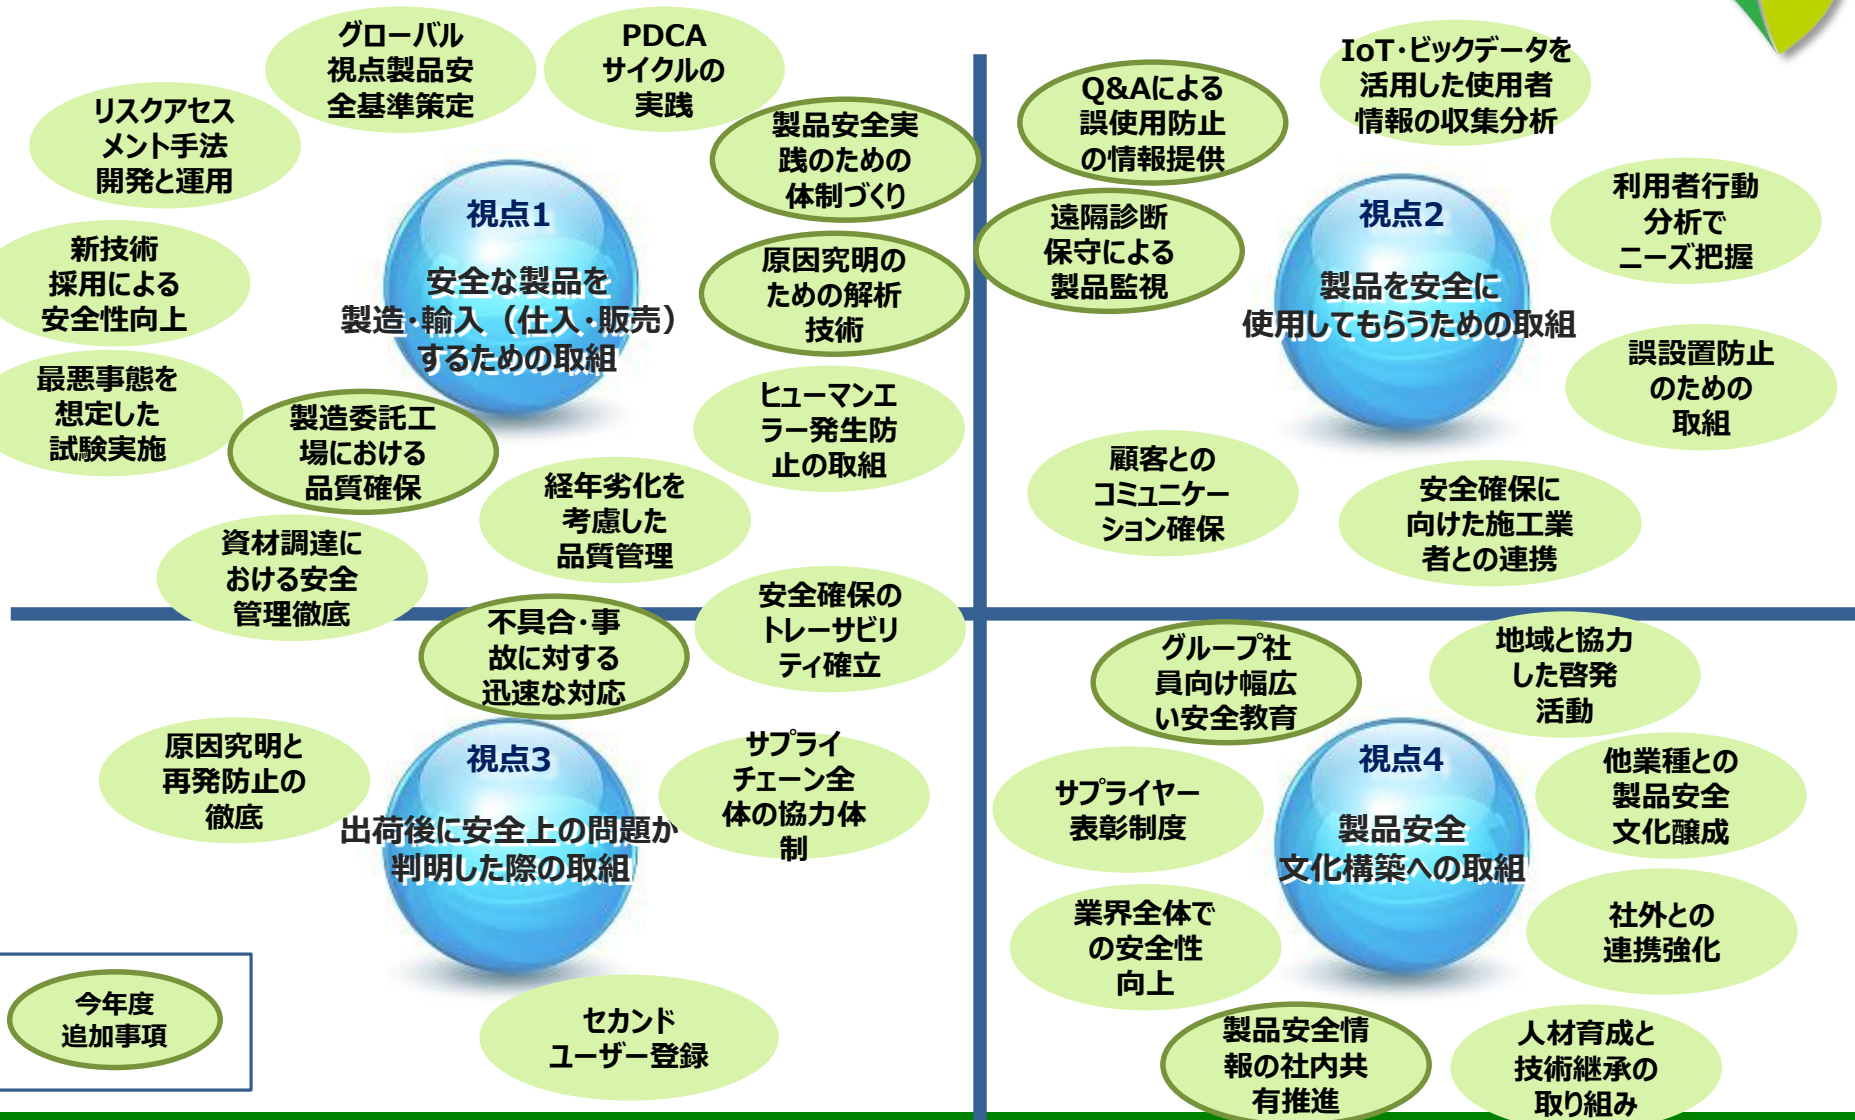 グローバル
視点製品安
全基準策定
PDCA
サイクルの
実践
リスクアセス
メント手法
開発と運用
製品安全実
践のための
体制づくり
視点1
安全な製品を
製造・輸入（仕入・販売）
するための取組
新技術
採用による
安全性向上
原因究明の
ための解析
技術
最悪事態を
想定した
試験実施
製造委託工
場における
品質確保
ヒューマンエ
ラー発生防
止の取組
経年劣化を
考慮した
品質管理
資材調達に
おける安全
管理徹底
Q&Aによる
誤使用防止
の情報提供
IoT・ビックデータを
活用した使用者
情報の収集分析
遠隔診断
保守による
製品監視
視点2
製品を安全に
使用してもらうための取組
利用者行動
分析で
ニーズ把握
誤設置防止
のための
取組
顧客との
コミュニケー
ション確保
安全確保に
向けた施工業
者との連携
不具合・事
故に対する
迅速な対応
安全確保の
トレーサビリ
ティ確立
原因究明と
再発防止の
徹底
視点3
出荷後に安全上の問題が
判明した際の取組
サプライ
チェーン全
体の協力体
制
セカンド
ユーザー登録
今年度
追加事項
グループ社
員向け幅広
い安全教育
地域と協力
した啓発
活動
サプライヤー
表彰制度
視点4
製品安全
文化構築への取組
他業種との
製品安全
文化醸成
業界全体で
の安全性
向上
社外との
連携強化
製品安全情
報の社内共
有推進
人材育成と
技術継承の
取り組み